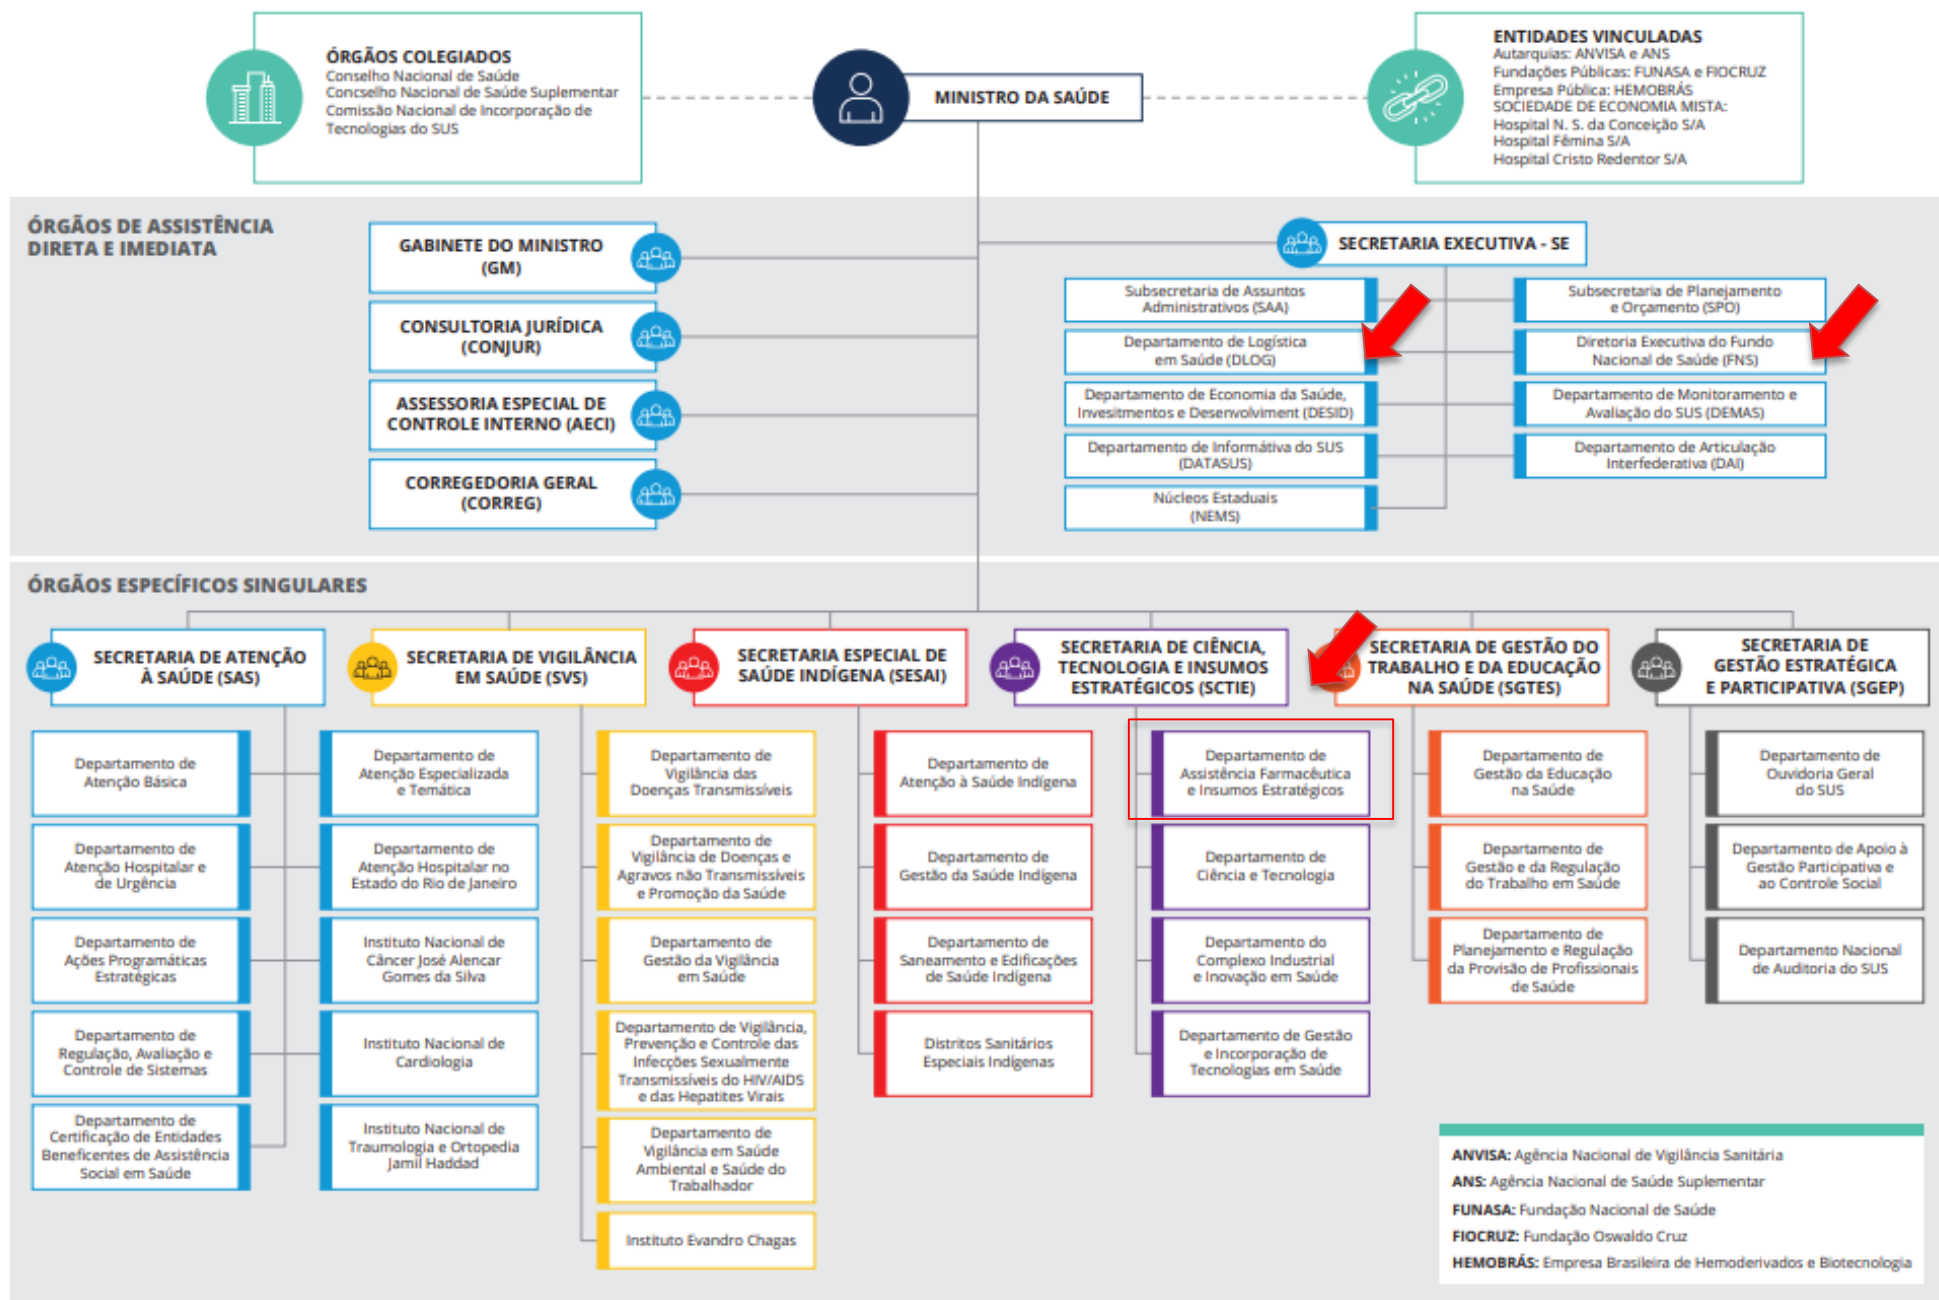 ÓRGÃOS COLEGIADOS
Conselho Nacional de Saúde
Concselho Nacional de Saúde Suplementar
Comissão Nacional de Incorporação de
Tecnologias do SUS
MINISTRO DA SAÚDE
ENTIDADES VINCULADAS
Autarquias: ANVISA e ANS
Fundações Públicas: FUNASA e FIOCRUZ
Empresa Pública: HEMOBRÁS
SOCIEDADE DE ECONOMIA MISTA:
Hospital N. S. da Conceição S/A
Hospital Fêmina S/A
Hospital Cristo Redentor S/A
ÓRGÃOS DE ASSISTÊNCIA
DIRETA E IMEDIATA
GABINETE DO MINISTRO
(GM)
CONSULTORIA JURÍDICA
(CONJUR)
ASSESSORIA ESPECIAL DE
CONTROLE INTERNO (AECI)
CORREGEDORIA GERAL
(CORREG)
SECRETARIA EXECUTIVA - SE
Subsecretaria de Assuntos
Administrativos (SAA)
Subsecretaria de Planejamento
e Orçamento (SPO)
Departamento de Logística
em Saúde (DLOG)
Diretoria Executiva do Fundo
Nacional de Saúde (FNS)
Departamento de Economia da Saúde,
Invesitmentos e Desenvolviment (DESID)
Departamento de Monitoramento e
Avaliação do SUS (DEMAS)
Departamento de Informátiva do SUS
(DATASUS)
Departamento de Articulação
Interfederativa (DAI)
Núcleos Estaduais
(NEMS)
ÓRGÃOS ESPECÍFICOS SINGULARES
SECRETARIA DE ATENÇÃO
À SAÚDE (SAS)
Departamento de
Atenção Básica
Departamento de
Atenção Hospitalar e
de Urgência
Departamento de
Ações Programáticas
Estratégicas
Departamento de
Regulação, Avaliação e
Controle de Sistemas
Departamento de
Certificação de Entidades
Beneficentes de Assistência
Social em Saúde
Departamento de
Atenção Especializada
e Temática
Departamento de
Atenção Hospitalar no
Estado do Rio de Janeiro
Instituto Nacional de
Câncer José Alencar
Gomes da Silva
Instituto Nacional de
Cardiologia
Instituto Nacional de
Traumologia e Ortopedia
Jamil Haddad
SECRETARIA DE VIGILÂNCIA
EM SAÚDE (SVS)
Departamento de
Vigilância das
Doenças Transmissíveis
Departamento de
Vigilância de Doenças e
Agravos não Transmissíveis
e Promoção da Saúde
Departamento de
Gestão da Vigilância
em Saúde
Departamento de Vigilância,
Prevenção e Controle das
Infecções Sexualmente
Transmissíveis do HIV/AIDS
e das Hepatites Virais
Departamento de
Vigilância em Saúde
Ambiental e Saúde do
Trabalhador
Instituto Evandro Chagas
SECRETARIA ESPECIAL DE
SAÚDE INDÍGENA (SESAI)
Departamento de
Atenção à Saúde Indígena
Departamento de
Gestão da Saúde Indígena
Departamento de
Saneamento e Edificações
de Saúde Indígena
Distritos Sanitários
Especiais Indígenas
SECRETARIA DE CIÊNCIA,
TECNOLOGIA E INSUMOS
ESTRATÉGICOS (SCTIE)
Departamento de
Assistência Farmacêutica
e Insumos Estratégicos
Departamento de
Ciência e Tecnologia
Departamento do
Complexo Industrial
e Inovação em Saúde
Departamento de Gestão
e Incorporação de
Tecnologias em Saúde
SECRETARIA DE GESTÃO DO
TRABALHO E DA EDUCAÇÃO
NA SAÚDE (SGTES)
Departamento de
Gestão da Educação
na Saúde
Departamento de
Gestão e da Regulação
do Trabalho em Saúde
Departamento de
Planejamento e Regulação
da Provisão de Profissionais
de Saúde
SECRETARIA DE
GESTÃO ESTRATÉGICA
E PARTICIPATIVA (SGEP)
Departamento de
Ouvidoria Geral
do SUS
Departamento de Apoio à
Gestão Participativa e
ao Controle Social
Departamento Nacional
de Auditoria do SUS
ANVISA: Agência Nacional de Vigilância Sanitária
ANS: Agência Nacional de Saúde Suplementar
FUNASA: Fundação Nacional de Saúde
FIOCRUZ: Fundação Oswaldo Cruz
HEMOBRÁS: Empresa Brasileira de Hemoderivados e Biotecnologia